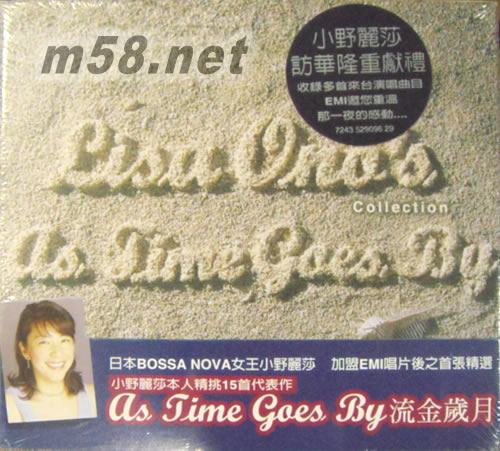 m58.net
小野麗莎
訪華隆重獻禮
收錄多首來台演唱曲目
EMI邀您重溫
那一夜的感動....
7243 529096 29
Lisa Ono's
Collection
As Time Goes By
日本BOSSA NOVA女王小野麗莎 加盟EMI唱片後之首張精選
小野麗莎本人精挑15首代表作
As Time Goes By 流金歲月